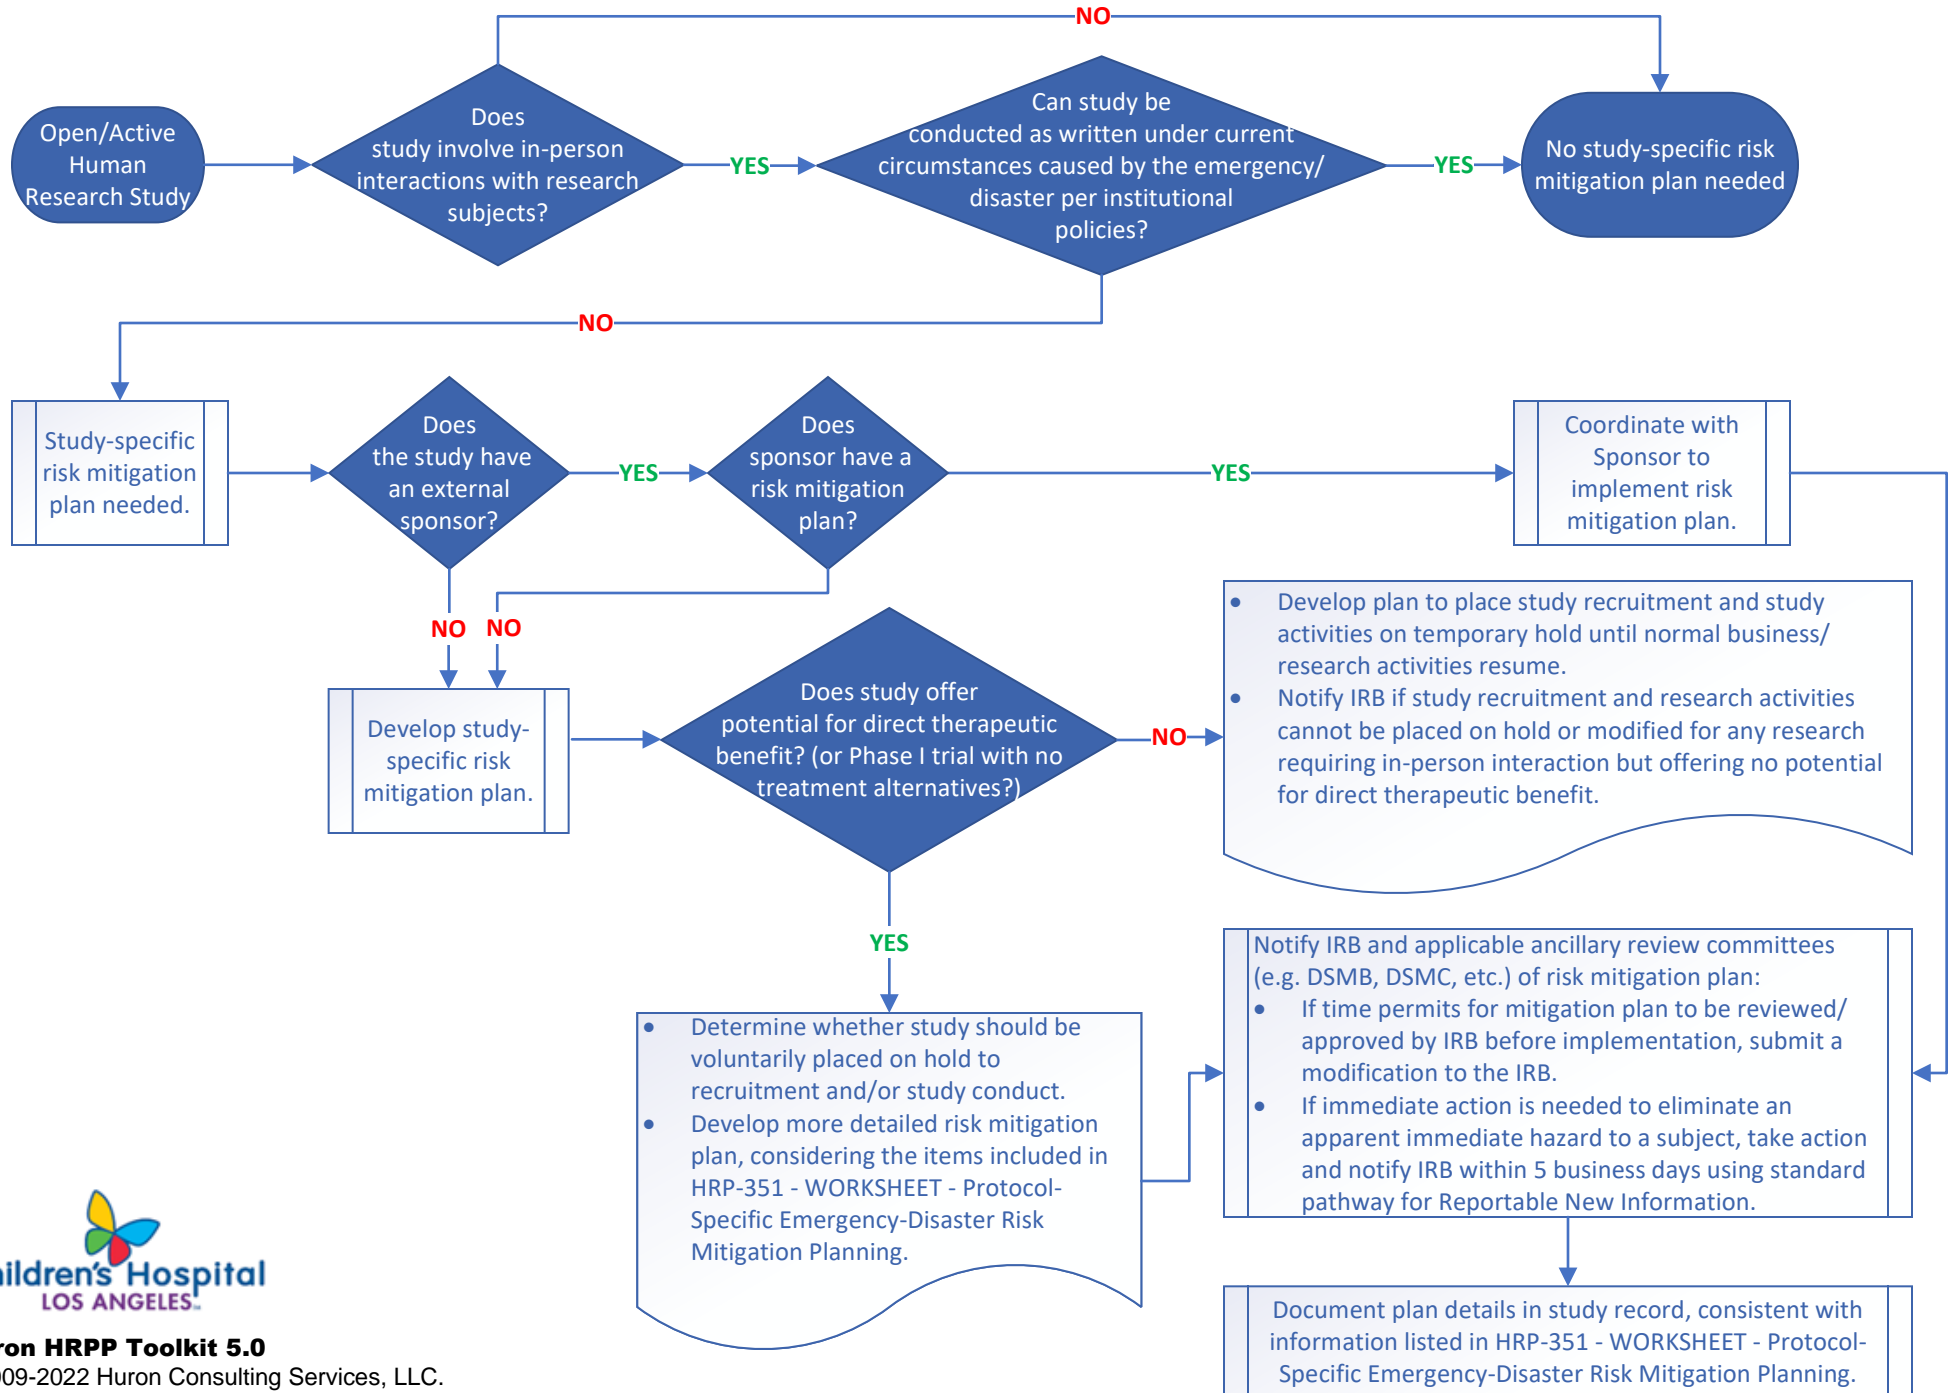 NO
Open/Active
Human
Research Study
Does
study involve in-person
interactions with research
subjects?
YES
Can study be
conducted as written under current
circumstances caused by the emergency/
disaster per institutional
policies?
YES
No study-specific risk
mitigation plan needed
NO
Study-specific
risk mitigation
plan needed.
Does
the study have
an external
sponsor?
YES
Does
sponsor have a
risk mitigation
plan?
YES
Coordinate with
Sponsor to
implement risk
mitigation plan.
NO
NO
Develop study-
specific risk
mitigation plan.
Does study offer
potential for direct therapeutic
benefit? (or Phase I trial with no
treatment alternatives?)
NO
• Develop plan to place study recruitment and study
activities on temporary hold until normal business/
research activities resume.
• Notify IRB if study recruitment and research activities
cannot be placed on hold or modified for any research
requiring in-person interaction but offering no potential
for direct therapeutic benefit.
YES
• Determine whether study should be
voluntarily placed on hold to
recruitment and/or study conduct.
• Develop more detailed risk mitigation
plan, considering the items included in
HRP-351 - WORKSHEET - Protocol-
Specific Emergency-Disaster Risk
Mitigation Planning.
Notify IRB and applicable ancillary review committees
(e.g. DSMB, DSMC, etc.) of risk mitigation plan:
• If time permits for mitigation plan to be reviewed/
approved by IRB before implementation, submit a
modification to the IRB.
• If immediate action is needed to eliminate an
apparent immediate hazard to a subject, take action
and notify IRB within 5 business days using standard
pathway for Reportable New Information.
Document plan details in study record, consistent with
information listed in HRP-351 - WORKSHEET - Protocol-
Specific Emergency-Disaster Risk Mitigation Planning.
Hospital
LOS ANGELES
HRPP Toolkit 5.0
-2022 Huron Consulting Services, LLC.